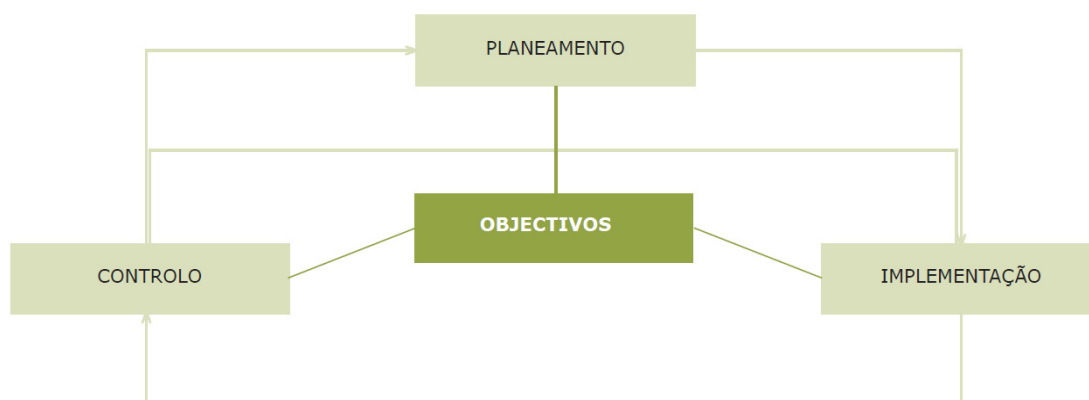 PLANEAMENTO
OBJECTIVOS
CONTROLO
IMPLEMENTAÇÃO